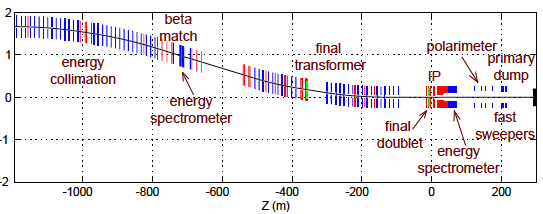 2
1
0
-1
-2
beta
match
energy
collimation
energy
spectrometer
final
transformer
polarimeter
primary
dump
IP
final
doublet
energy
spectrometer
fast
sweepers
-1000
-800
-600
-400
-200
0
200
Z (m)